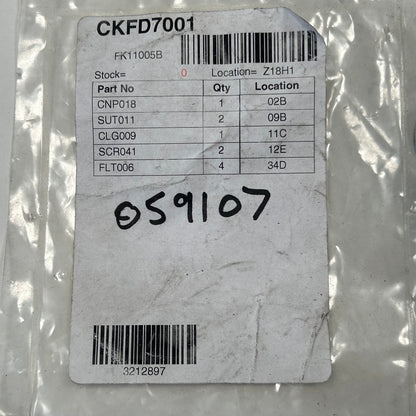 CKFD7001
FK11005B
Stock= 0 Location= Z18H1
Part No Qty Location
CNP018 1 02B
SUT011 2 09B
CLG009 1 11C
SCR041 2 12E
FLT006 4 34D
059107
3212897